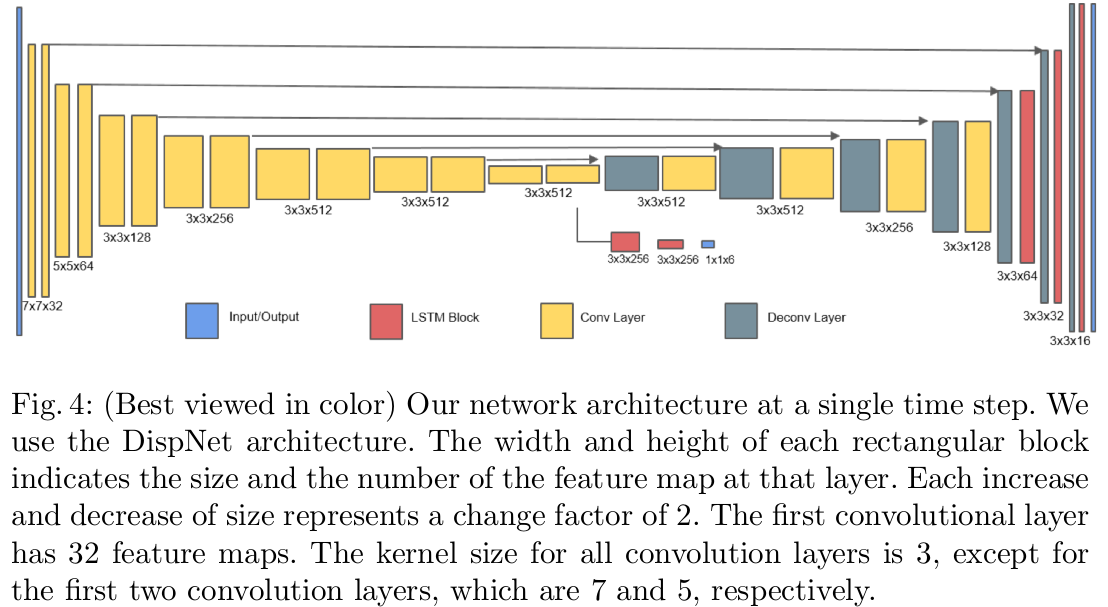 7x7x32
5x5x64
3x3x128
3x3x256
3x3x512
3x3x512
3x3x512
3x3x512
3x3x512
3x3x256
3x3x128
3x3x64
3x3x32
3x3x16
3x3x256
3x3x256
1x1x6
Input/Output
LSTM Block
Conv Layer
Deconv Layer
Fig. 4: (Best viewed in color) Our network architecture at a single time step. We
use the DispNet architecture. The width and height of each rectangular block
indicates the size and the number of the feature map at that layer. Each increase
and decrease of size represents a change factor of 2. The first convolutional layer
has 32 feature maps. The kernel size for all convolution layers is 3, except for
the first two convolution layers, which are 7 and 5, respectively.